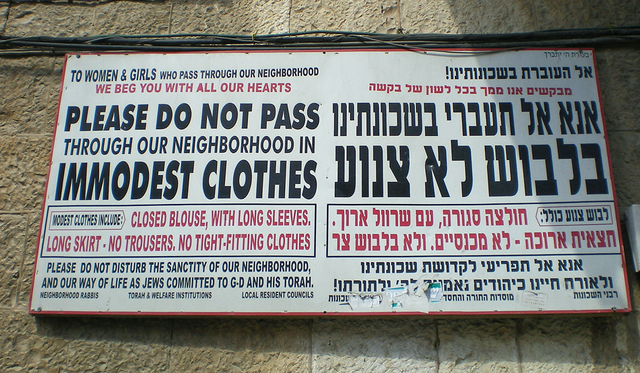 TO WOMEN & GIRLS WHO PASS THROUGH OUR NEIGHBORHOOD
WE BEG YOU WITH ALL OUR HEARTS
PLEASE DO NOT PASS
THROUGH OUR NEIGHBORHOOD IN
IMMODEST CLOTHES
MODEST CLOTHES INCLUDE: CLOSED BLOUSE, WITH LONG SLEEVES.
LONG SKIRT - NO TROUSERS. NO TIGHT-FITTING CLOTHES
PLEASE DO NOT DISTURB THE SANCTITY OF OUR NEIGHBORHOOD,
AND OUR WAY OF LIFE AS JEWS COMMITTED TO G-D AND HIS TORAH.
NEIGHBORHOOD RABBIS TORAH & WELFARE INSTITUTIONS LOCAL RESIDENT COUNCILS
אל העוברת בשכונותינו!
מבקשים אנו ממך בכל לשון של בקשה
אנא אל תעברי בשכונתינו
בלבוש לא צנוע
לבוש צנוע כולל: חולצה סגורה, עם שרוול ארוך.
חצאית ארוכה - לא מכנסיים. ולא בלבוש צר
אנא אל תפריעי לקדושת שכונתינו
ולאורח חיינו כיהודים ולתורתו!
רבני השכונות מוסדות התורה והחסד